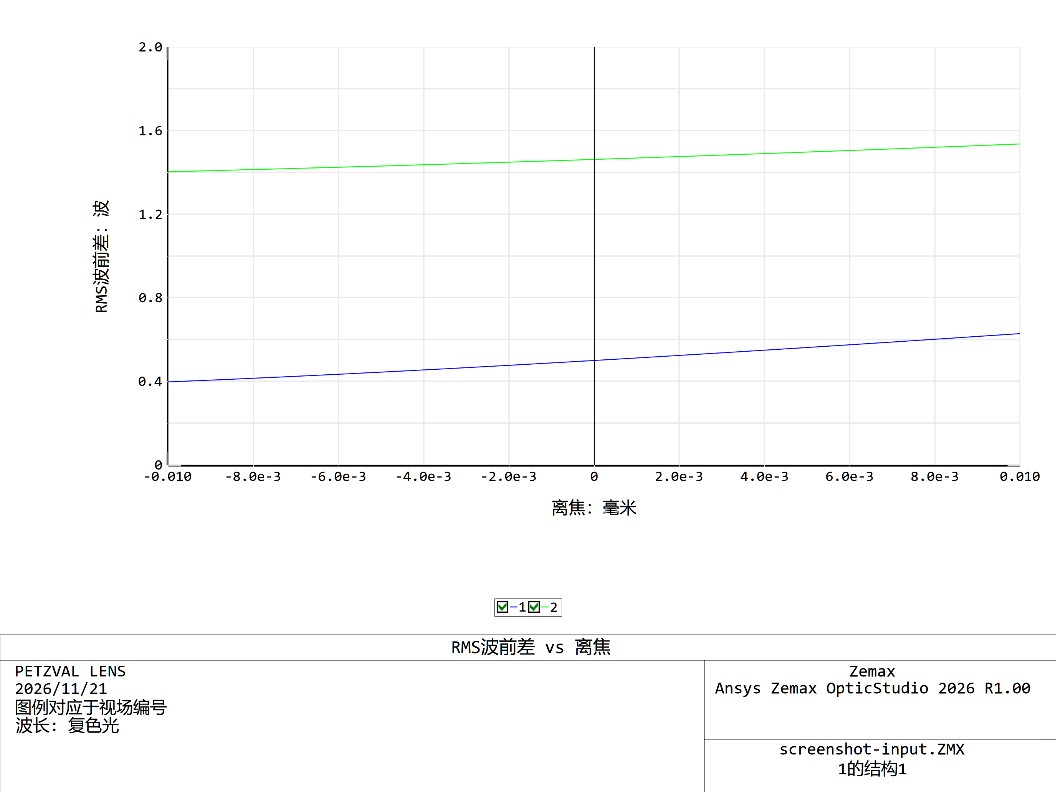 2.0
1.6
1.2
0.8
0.4
0
RMS波前差: 波
-0.010 -8.0e-3 -6.0e-3 -4.0e-3 -2.0e-3 0 2.0e-3 4.0e-3 6.0e-3 8.0e-3 0.010
离焦: 毫米
1 2
RMS波前差 vs 离焦
PETZVAL LENS
2026/11/21
图例对应于视场编号
波长: 复色光
Zemax
Ansys Zemax OpticStudio 2026 R1.00
screenshot-input.ZMX
1的结构1